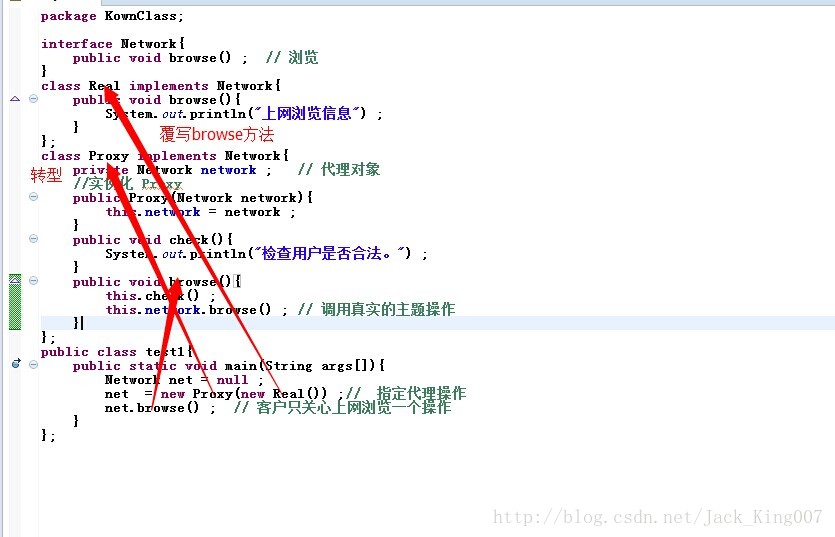 package KownClass;
interface Network{
public void browse() ; // 浏览
}
class Real implements Network{
public void browse(){
System.out.println("上网浏览信息") ;
}
覆写browse方法
};
class Proxy implements Network{
private Network network ; // 代理对象
转型
//实例化 Proxy
public Proxy(Network network){
this.network = network ;
}
public void check(){
System.out.println("检查用户是否合法。") ;
}
public void browse(){
this.check() ;
this.network.browse() ; // 调用真实的主题操作
}
};
public class test1{
public static void main(String args[]){
Network net = null ;
net = new Proxy(new Real()) ;// 指定代理操作
net.browse() ; // 客户只关心上网浏览一个操作
}
};
http://blog.csdn.net/Jack_King007